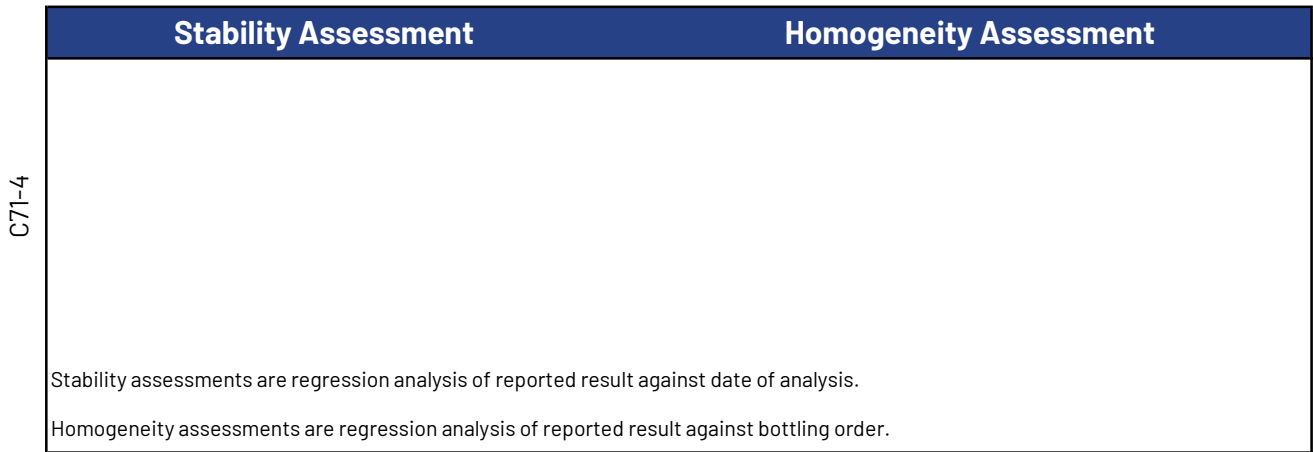 Stability Assessment
Homogeneity Assessment
C71-4
Stability assessments are regression analysis of reported result against date of analysis.
Homogeneity assessments are regression analysis of reported result against bottling order.